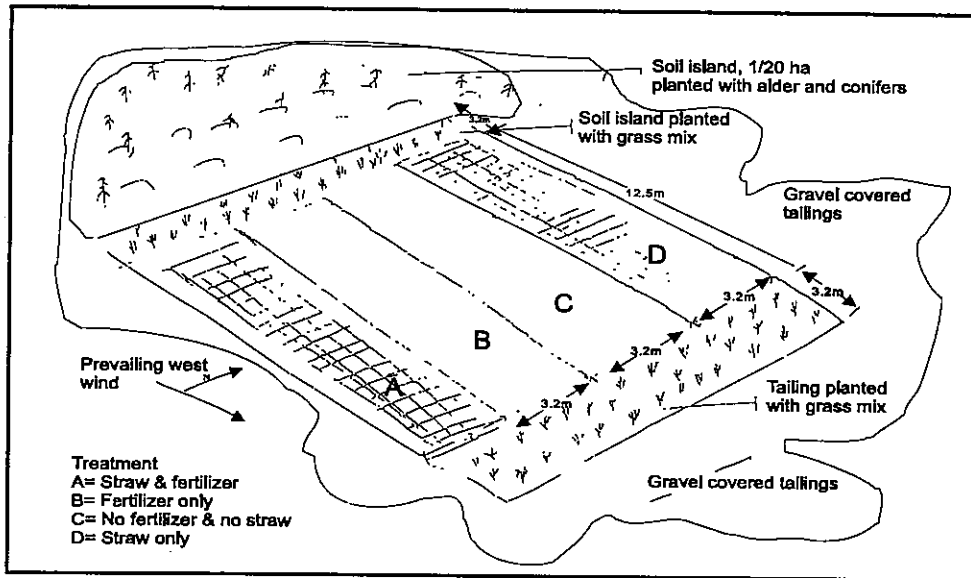 Soil island, 1/20 ha
planted with alder and conifers
3.2m
Soil island planted
with grass mix
12.5m
Gravel covered
tailings
D
3.2m
3.2m
C
3.2m
B
Prevailing west
wind
N
A
3.2m
Tailing planted
with grass mix
Treatment
A= Straw & fertilizer
B= Fertilizer only
C= No fertilizer & no straw
D= Straw only
Gravel covered tailings